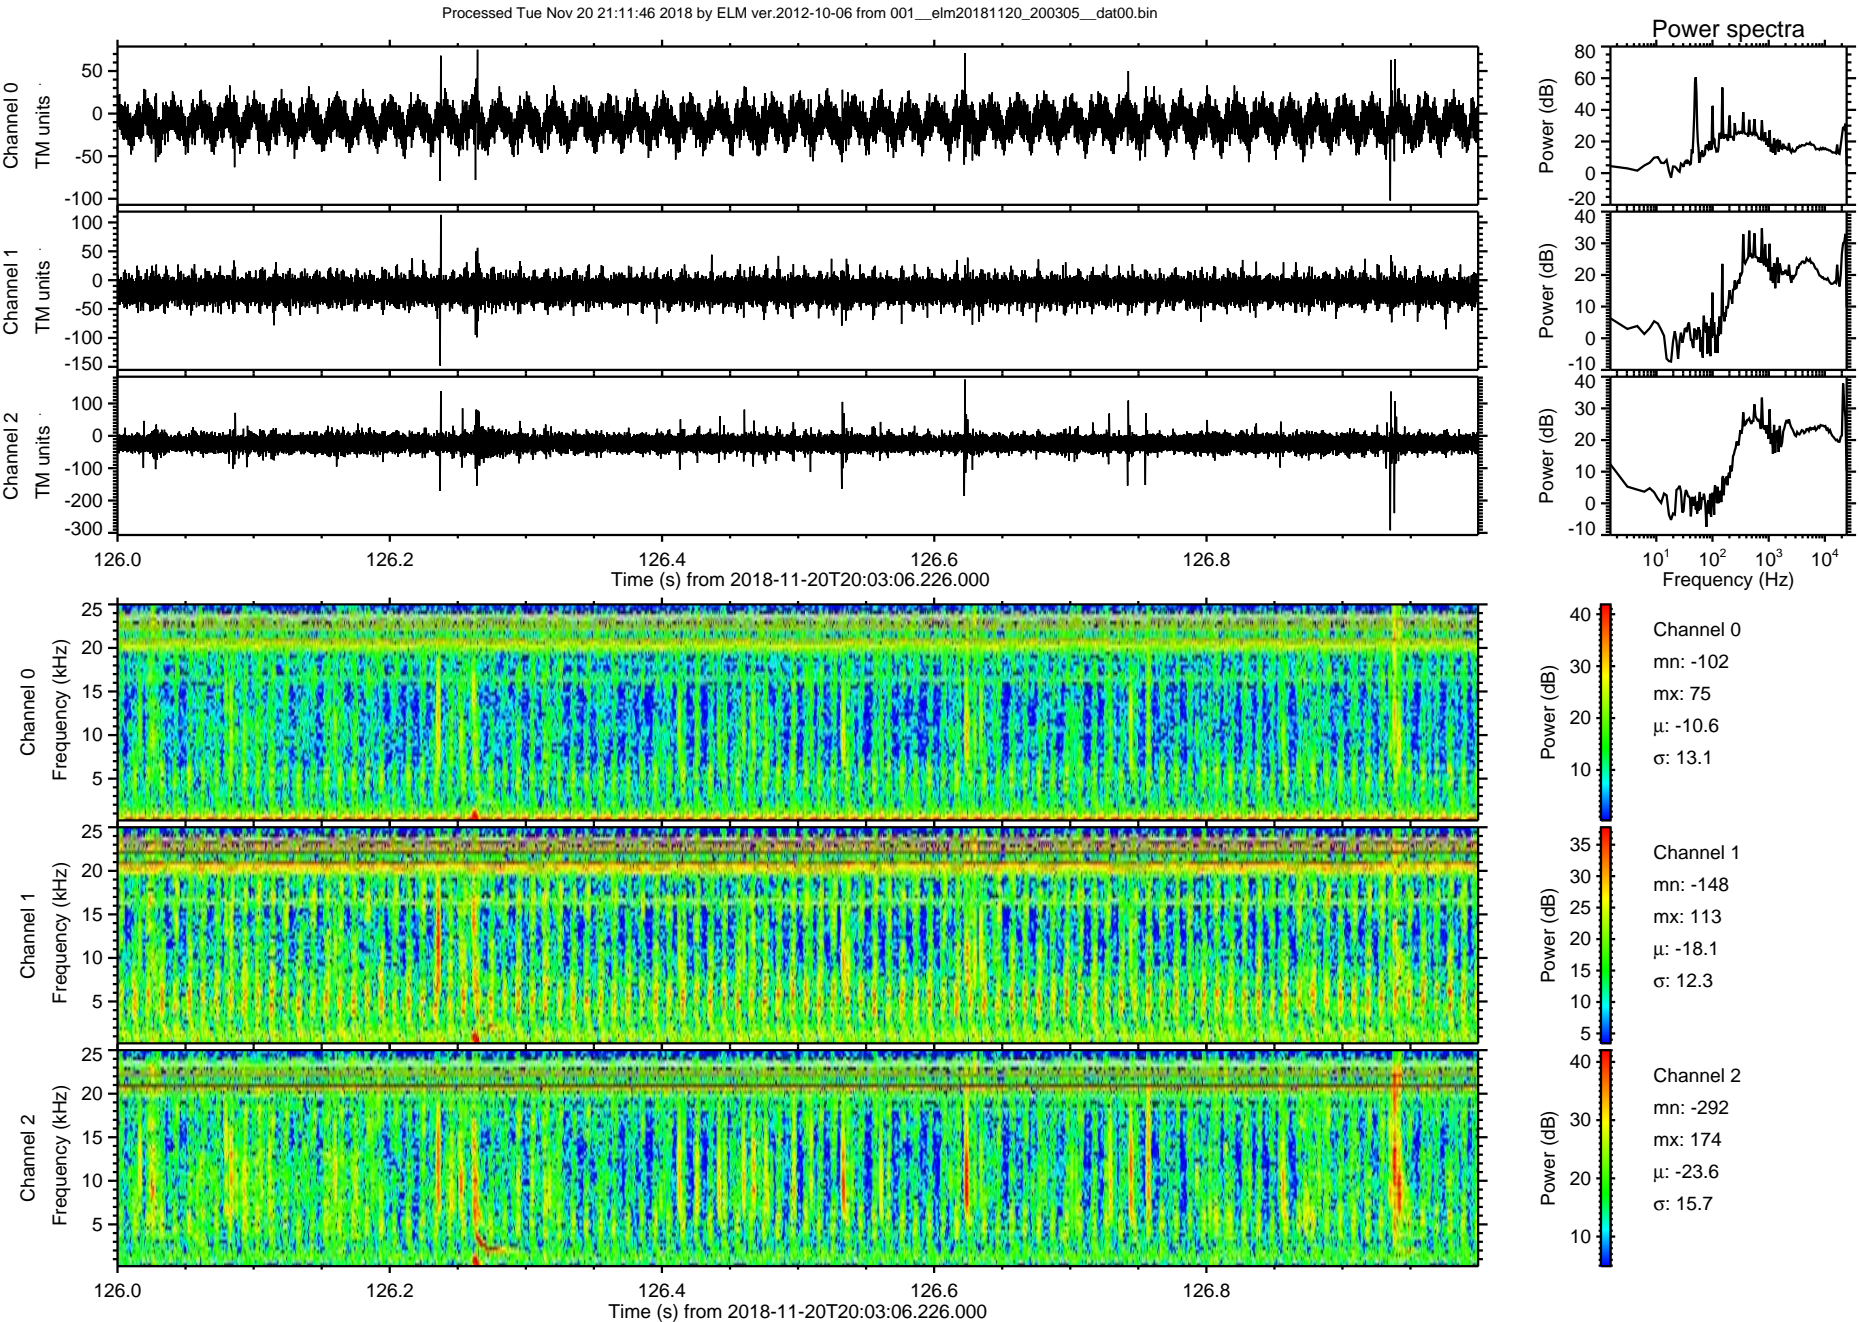 Processed Tue Nov 20 21:11:46 2018 by ELM ver.2012-10-06 from 001__elm20181120_200305__dat00.bin
Power spectra
Channel 0
TM units
50
0
-50
-100
Power (dB)
80
60
40
20
0
-20
Channel 1
TM units
100
50
0
-50
-100
-150
Power (dB)
40
30
20
10
0
-10
Channel 2
TM units
100
0
-100
-200
-300
Power (dB)
40
30
20
10
0
-10
126.0 126.2 126.4 126.6 126.8
Time (s) from 2018-11-20T20:03:06.226.000
10¹ 10² 10³ 10⁴
Frequency (Hz)
Channel 0
Frequency (kHz)
25
20
15
10
5
Power (dB)
40
30
20
10
Channel 0
mn: -102
mx: 75
µ: -10.6
σ: 13.1
Channel 1
Frequency (kHz)
25
20
15
10
5
Power (dB)
35
30
25
20
15
10
5
Channel 1
mn: -148
mx: 113
µ: -18.1
σ: 12.3
Channel 2
Frequency (kHz)
25
20
15
10
5
Power (dB)
40
30
20
10
Channel 2
mn: -292
mx: 174
µ: -23.6
σ: 15.7
126.0 126.2 126.4 126.6 126.8
Time (s) from 2018-11-20T20:03:06.226.000